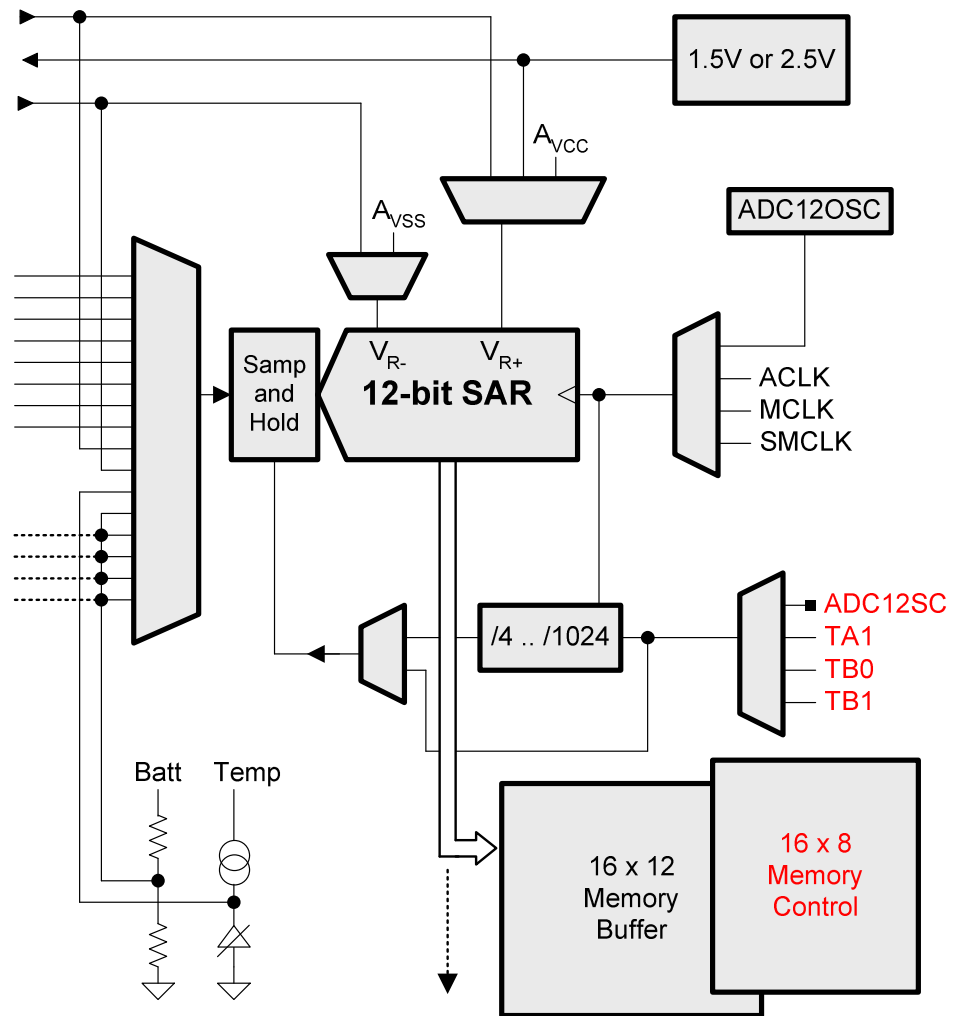 1.5V or 2.5V
AVCC
ADC12OSC
AVSS
Samp
and
Hold
VR-
VR+
12-bit SAR
ACLK
MCLK
SMCLK
/4 .. /1024
ADC12SC
TA1
TB0
TB1
Batt
Temp
16 x 12
Memory
Buffer
16 x 8
Memory
Control